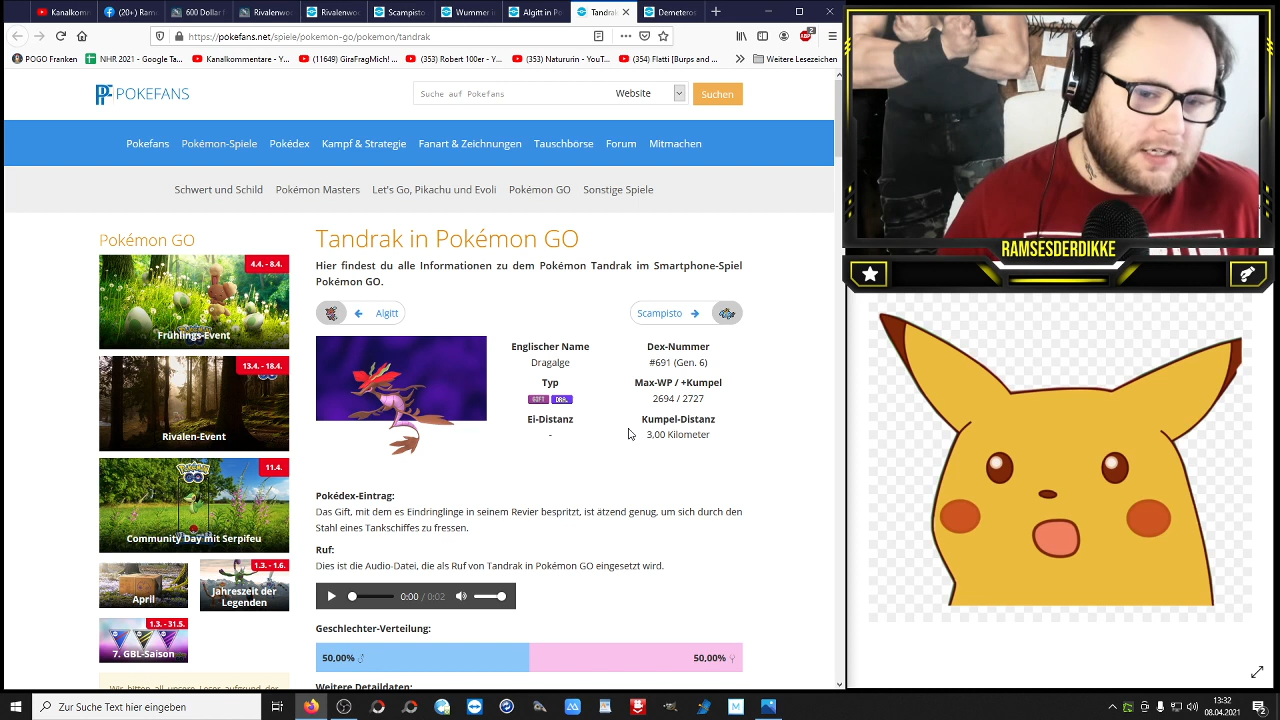 Kanalkomm
(20+)
600 Dollar
Rivalenwo
Rivalene
Scampisto
Algitt in Pe
Tandrak
Demeteros
https://pokefans.net/spiele/pokemon-go/pokemon/tandrak
POGO Franken
NHR 2021 - Google Ta...
Kanalkommentare - Y...
(11649) GiraFragMich! ...
(353) Robert 100er - Y...
(353) Natururin - YouT...
(354) Flatti [Burps and ...
Weitere Lesezeichen
POKEFANS
Suche auf Pokefans
Website
Suchen
Pokefans
Pokémon-Spiele
Pokédex
Kampf & Strategie
Fanart & Zeichnungen
Tauschbörse
Forum
Mitmachen
Schwert und Schild
Pokémon Masters
Let's Go, Pikachu und Evoli
Pokémon GO
Sonstige Spiele
Pokémon GO
4.4. - 8.4.
Frühlings-Event
13.4. - 18.4.
Rivalen-Event
11.4.
Community Day mit Serpifeu
April
1.3. - 1.6.
Jahreszeit der
Legenden
1.3. - 31.5.
7. GBL-Saison
Tandrak in Pokémon GO
Hier findest du alle Informationen zu dem Pokémon Tandrak im Smartphone-Spiel
Pokémon GO.
Algitt
Scampisto
Englischer Name
Dragalge
Dex-Nummer
#691 (Gen. 6)
Typ
GIFT DRA.
Max-WP / +Kumpel
2694 / 2727
Ei-Distanz
-
Kumpel-Distanz
3,00 Kilometer
Pokédex-Eintrag:
Das Gift, mit dem es Eindringlinge in seinem Revier bespritzt, ist ätzend genug, um sich durch den
Stahl eines Tankschiffes zu fressen.
Ruf:
Dies ist die Audio-Datei, die als Ruf von Tandrak in Pokémon GO eingesetzt wird.
0:00 / 0:02
Geschlechter-Verteilung:
50,00% ♂
50,00% ♀
Weitere Detaildaten:
RAMSESDERDIKKE
Zur Suche Text hier eingeben
13:32
08.04.2021